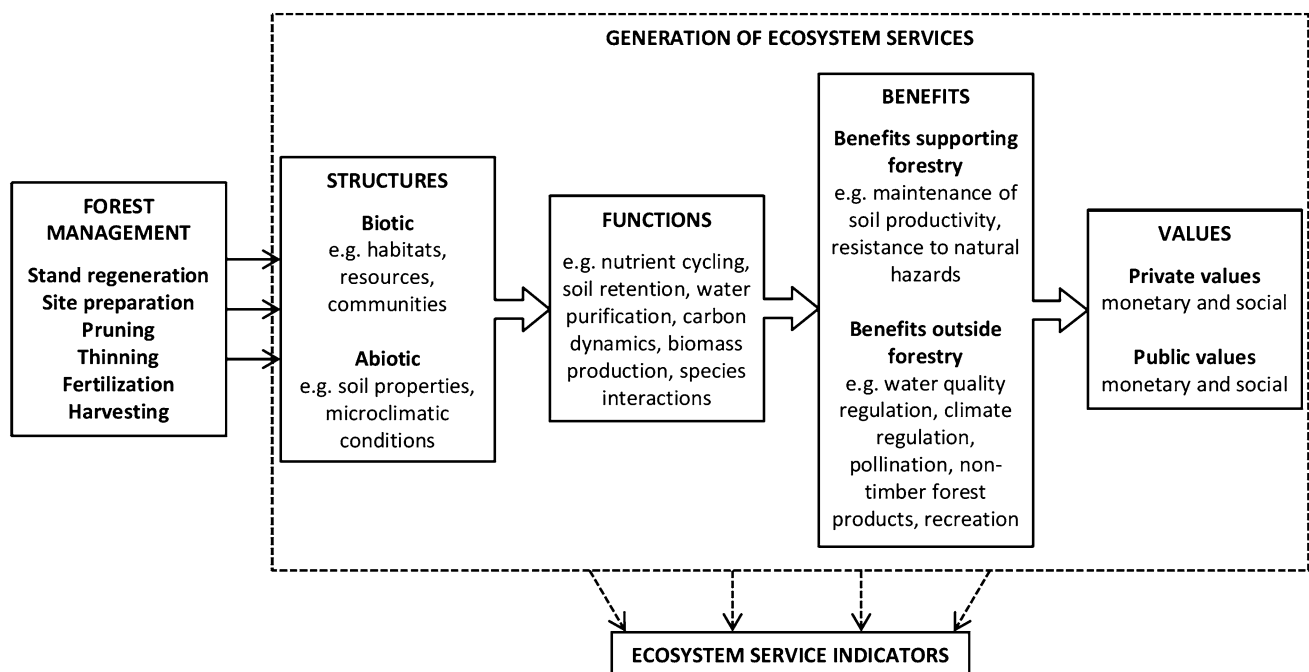 GENERATION OF ECOSYSTEM SERVICES
FOREST
MANAGEMENT
Stand regeneration
Site preparation
Pruning
Thinning
Fertilization
Harvesting
STRUCTURES
Biotic
e.g. habitats,
resources,
communities
Abiotic
e.g. soil properties,
microclimatic
conditions
FUNCTIONS
e.g. nutrient cycling,
soil retention, water
purification, carbon
dynamics, biomass
production, species
interactions
BENEFITS
Benefits supporting
forestry
e.g. maintenance of
soil productivity,
resistance to natural
hazards
Benefits outside
forestry
e.g. water quality
regulation, climate
regulation,
pollination, non-
timber forest
products, recreation
VALUES
Private values
monetary and social
Public values
monetary and social
ECOSYSTEM SERVICE INDICATORS